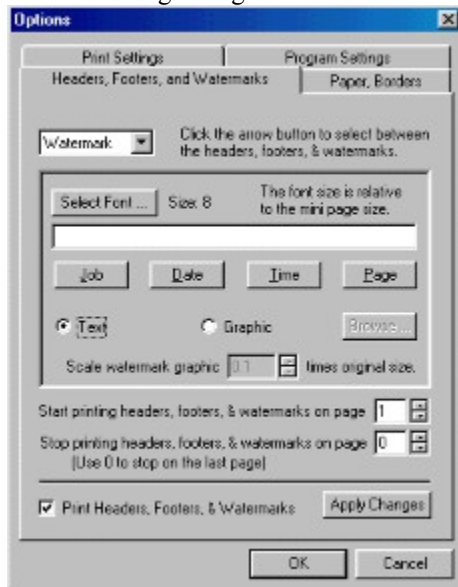 Options
Print Settings Program Settings
Headers, Footers, and Watermarks Paper, Borders
Watermark Click the arrow button to select between
the headers, footers, & watermarks.
Select Font ... Size: 8 The font size is relative
to the mini page size.
Job Date Time Page
Text Graphic Browse ...
Scale watermark graphic 0.1 times original size.
Start printing headers, footers, & watermarks on page 1
Stop printing headers, footers, & watermarks on page 0
(Use 0 to stop on the last page)
Print Headers, Footers, & Watermarks Apply Changes
OK Cancel